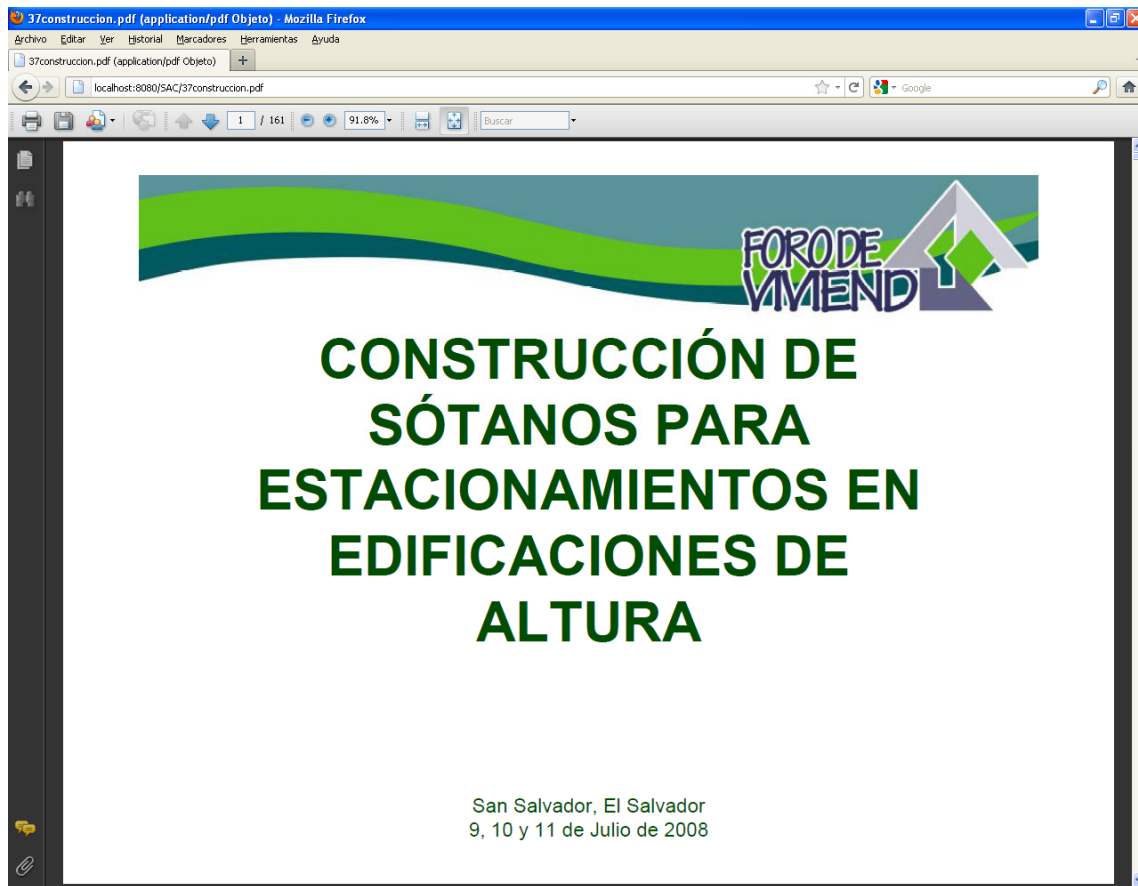 37construccion.pdf (application/pdf Objeto) - Mozilla Firefox
Archivo Editar Ver Historial Marcadores Herramientas Ayuda
37construccion.pdf (application/pdf Objeto)
localhost:8080/SAC/37construccion.pdf Google
1 / 161 91.8% Buscar
FORO DE
VIVIEND
CONSTRUCCIÓN DE
SÓTANOS PARA
ESTACIONAMIENTOS EN
EDIFICACIONES DE
ALTURA
San Salvador, El Salvador
9, 10 y 11 de Julio de 2008